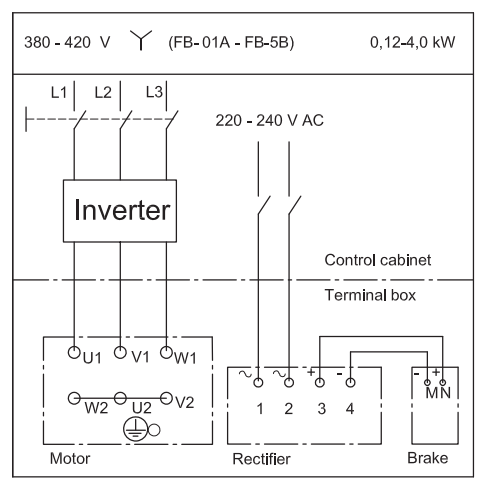 380 - 420 V (FB-01A - FB-5B) 0,12-4,0 kW
L1 L2 L3
220 - 240 V AC
Inverter
Control cabinet
Terminal box
U1 V1 W1
+ - - +
M N
W2 U2 V2
1 2 3 4
Motor Rectifier Brake